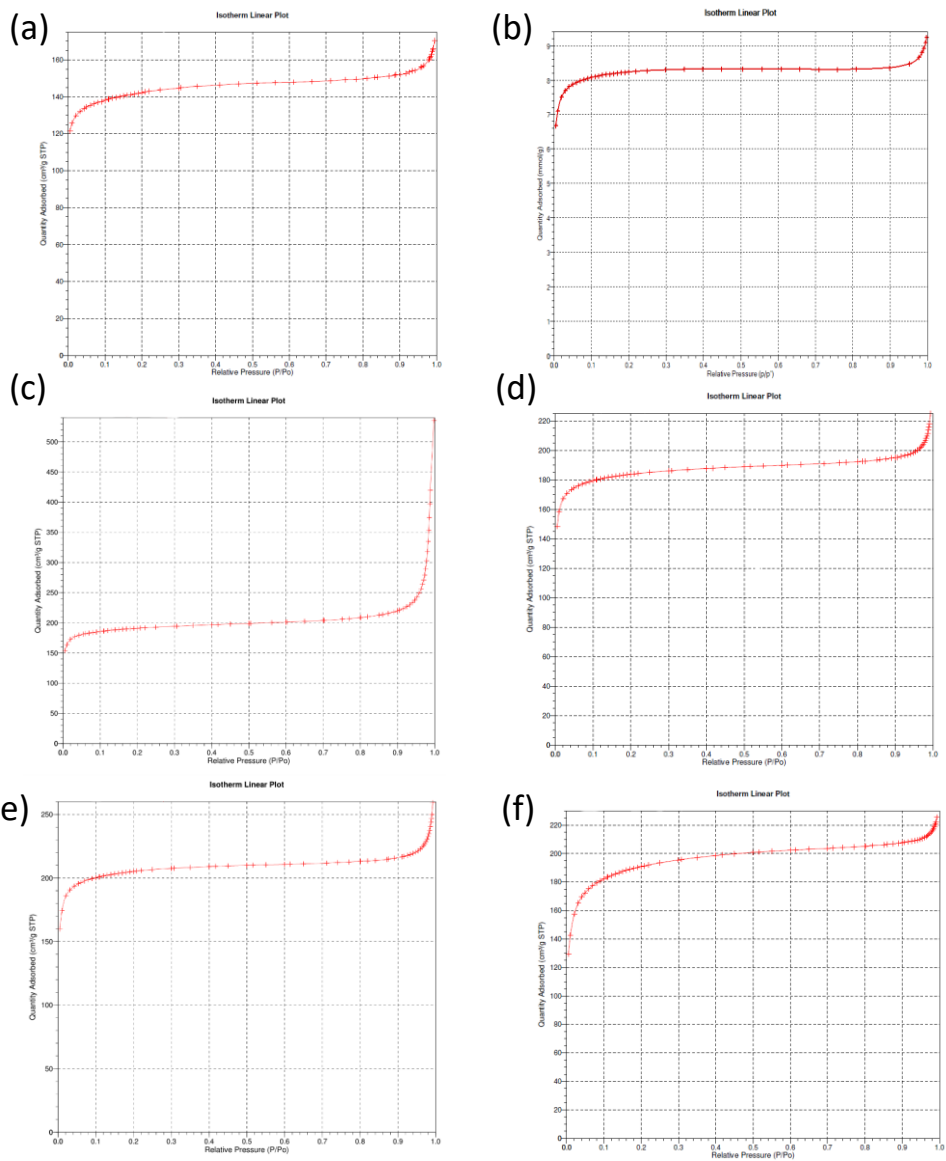 (a)
Isotherm Linear Plot
Quantity Adsorbed (cm³/g STP)
160
140
120
100
80
60
40
20
0
0.0 0.1 0.2 0.3 0.4 0.5 0.6 0.7 0.8 0.9 1.0
Relative Pressure (P/Po)
(b)
Isotherm Linear Plot
Quantity Adsorbed (mmol/g)
9
8
7
6
5
4
3
2
1
0
0.0 0.1 0.2 0.3 0.4 0.5 0.6 0.7 0.8 0.9 1.0
Relative Pressure (p/p°)
(c)
Isotherm Linear Plot
Quantity Adsorbed (cm³/g STP)
500
450
400
350
300
250
200
150
100
50
0
0.0 0.1 0.2 0.3 0.4 0.5 0.6 0.7 0.8 0.9 1.0
Relative Pressure (P/Po)
(d)
Isotherm Linear Plot
Quantity Adsorbed (cm³/g STP)
220
200
180
160
140
120
100
80
60
40
20
0
0.0 0.1 0.2 0.3 0.4 0.5 0.6 0.7 0.8 0.9 1.0
Relative Pressure (P/Po)
e)
Isotherm Linear Plot
Quantity Adsorbed (cm³/g STP)
250
200
150
100
50
0
0.0 0.1 0.2 0.3 0.4 0.5 0.6 0.7 0.8 0.9 1.0
Relative Pressure (P/Po)
(f)
Isotherm Linear Plot
Quantity Adsorbed (cm³/g STP)
220
200
180
160
140
120
100
80
60
40
20
0
0.0 0.1 0.2 0.3 0.4 0.5 0.6 0.7 0.8 0.9 1.0
Relative Pressure (P/Po)